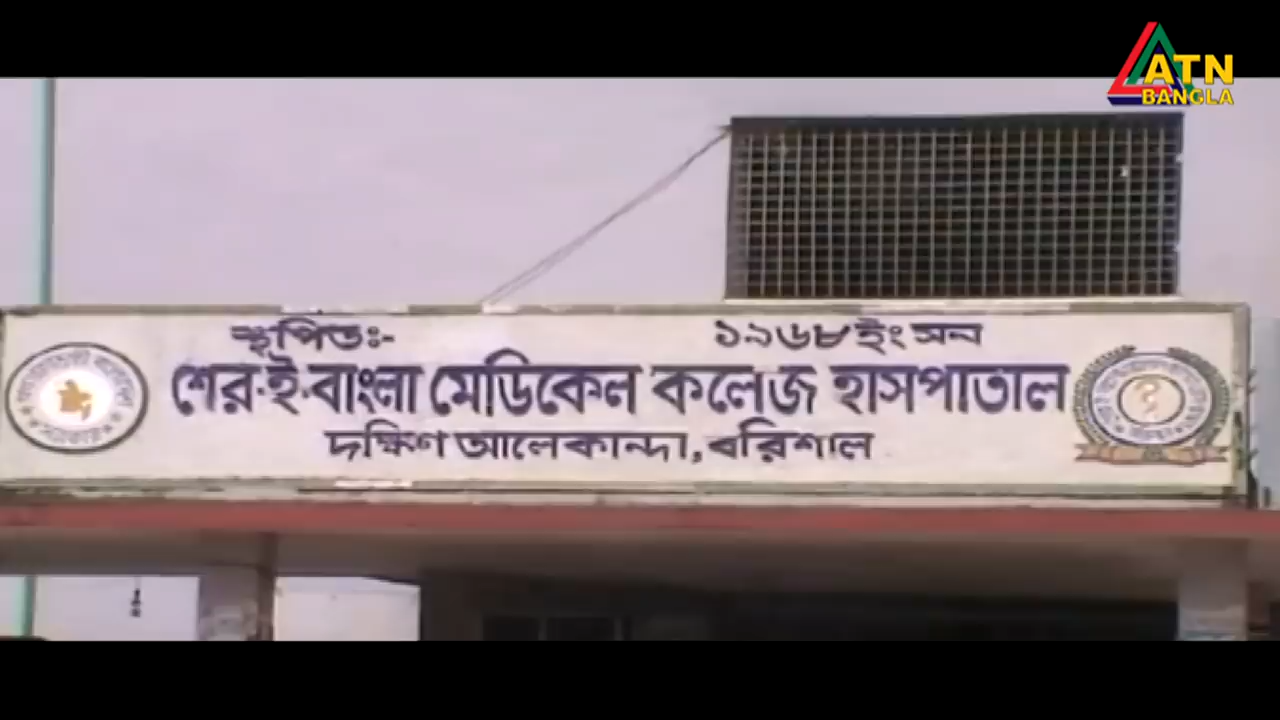 ATN
BANGLA
স্থাপিতঃ- ১৯৬৮ইং সন
শের-ই-বাংলা মেডিকেল কলেজ হাসপাতাল
দক্ষিণ আলেকান্দা, বরিশাল